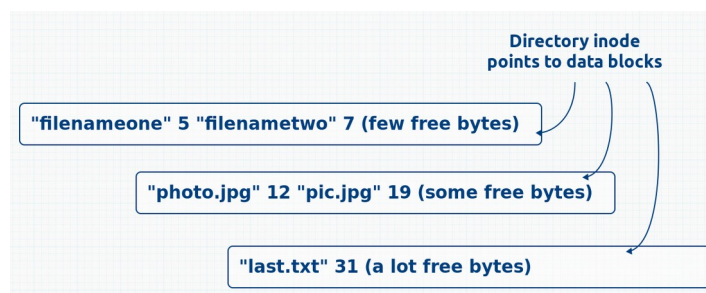 Directory inode
points to data blocks
"filenameone" 5 "filenametwo" 7 (few free bytes)
"photo.jpg" 12 "pic.jpg" 19 (some free bytes)
"last.txt" 31 (a lot free bytes)